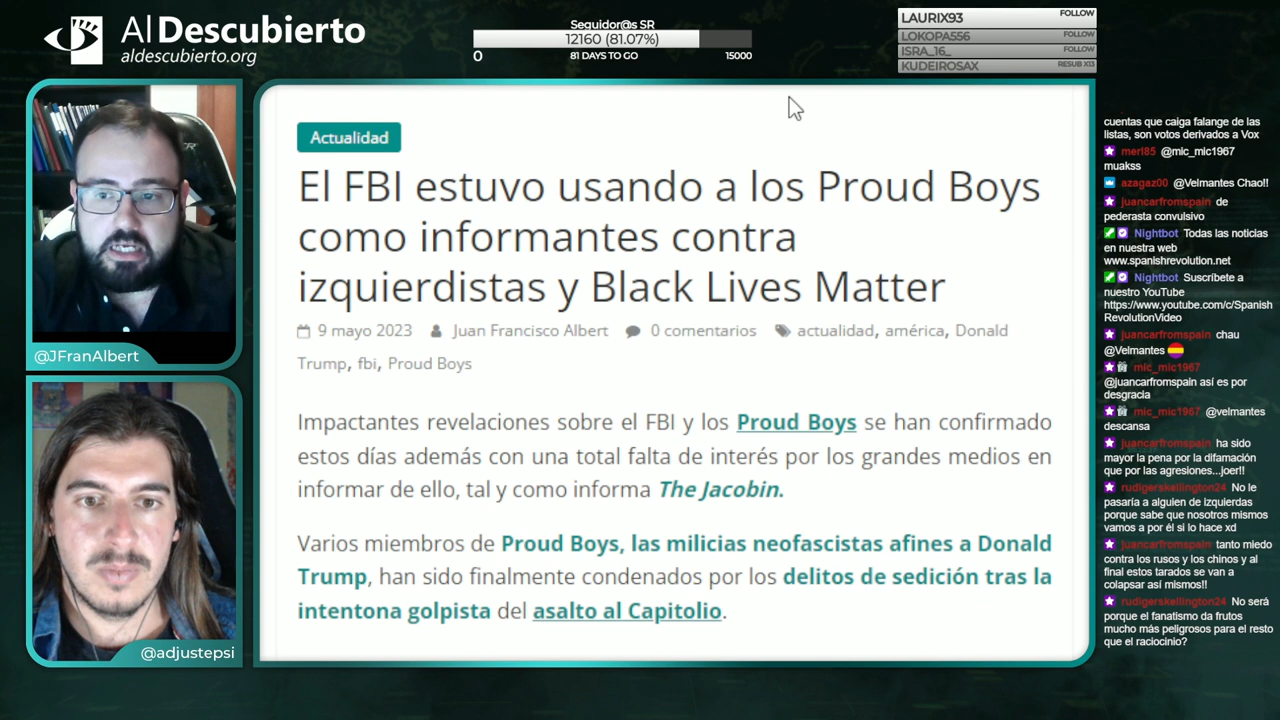 Al Descubierto
aldescubierto.org
Seguidor@s SR
12160 (81.07%)
0
81 DAYS TO GO
15000
LAURIX93 FOLLOW
LOKOPA556 FOLLOW
ISRA_16_ FOLLOW
KUDEIROSAX RESUB X13
@JFranAlbert
@adjustepsi
Actualidad
El FBI estuvo usando a los Proud Boys
como informantes contra
izquierdistas y Black Lives Matter
9 mayo 2023 Juan Francisco Albert 0 comentarios actualidad, américa, Donald
Trump, fbi, Proud Boys
Impactantes revelaciones sobre el FBI y los Proud Boys se han confirmado
estos días además con una total falta de interés por los grandes medios en
informar de ello, tal y como informa The Jacobin.
Varios miembros de Proud Boys, las milicias neofascistas afines a Donald
Trump, han sido finalmente condenados por los delitos de sedición tras la
intentona golpista del asalto al Capitolio.
cuentas que caiga falange de las
listas, son votos derivados a Vox
merl85 @mic_mic1967
muakss
azagaz00 @Velmantes Chao!!
juancarfromspain de
pederasta convulsivo
Nightbot Todas las noticias
en nuestra web
www.spanishrevolution.net
Nightbot Suscríbete a
nuestro YouTube
https://www.youtube.com/c/Spanish
RevolutionVideo
juancarfromspain chau
@Velmantes
mic_mic1967
@juancarfromspain así es por
desgracia
mic_mic1967 @velmantes
descansa
juancarfromspain ha sido
mayor la pena por la difamación
que por las agresiones...joer!!
rudigerskellington24 No le
pasaría a alguien de izquierdas
porque sabe que nosotros mismos
vamos a por él si lo hace xd
juancarfromspain tanto miedo
contra los rusos y los chinos y al
final estos tarados se van a
colapsar así mismos!!
rudigerskellington24 No será
porque el fanatismo da frutos
mucho más peligrosos para el resto
que el raciocinio?